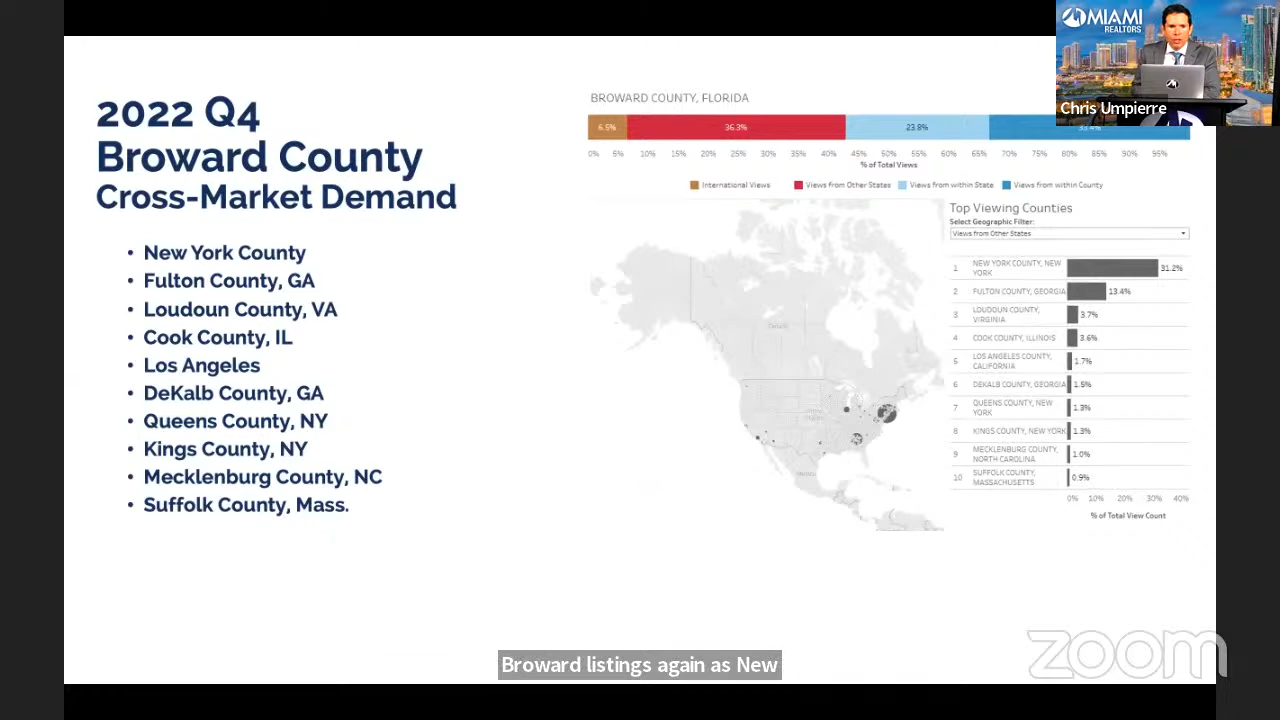 2022 Q4
Broward County
Cross-Market Demand
• New York County
• Fulton County, GA
• Loudoun County, VA
• Cook County, IL
• Los Angeles
• DeKalb County, GA
• Queens County, NY
• Kings County, NY
• Mecklenburg County, NC
• Suffolk County, Mass.
BROWARD COUNTY, FLORIDA
6.5% 36.3% 23.8% 33.4%
0% 5% 10% 15% 20% 25% 30% 35% 40% 45% 50% 55% 60% 65% 70% 75% 80% 85% 90% 95%
% of Total Views
International Views Views from Other States Views from within State Views from within County
Canada
Mexico
Top Viewing Counties
Select Geographic Filter:
Views from Other States
1 NEW YORK COUNTY, NEW
YORK 31.2%
2 FULTON COUNTY, GEORGIA 13.4%
3 LOUDOUN COUNTY,
VIRGINIA 3.7%
4 COOK COUNTY, ILLINOIS 3.6%
5 LOS ANGELES COUNTY,
CALIFORNIA 1.7%
6 DEKALB COUNTY, GEORGIA 1.5%
7 QUEENS COUNTY, NEW
YORK 1.3%
8 KINGS COUNTY, NEW YORK 1.3%
9 MECKLENBURG COUNTY,
NORTH CAROLINA 1.0%
10 SUFFOLK COUNTY,
MASSACHUSETTS 0.9%
0% 10% 20% 30% 40%
% of Total View Count
MIAMI
REALTORS
Chris Umpierre
Broward listings again as New
zoom